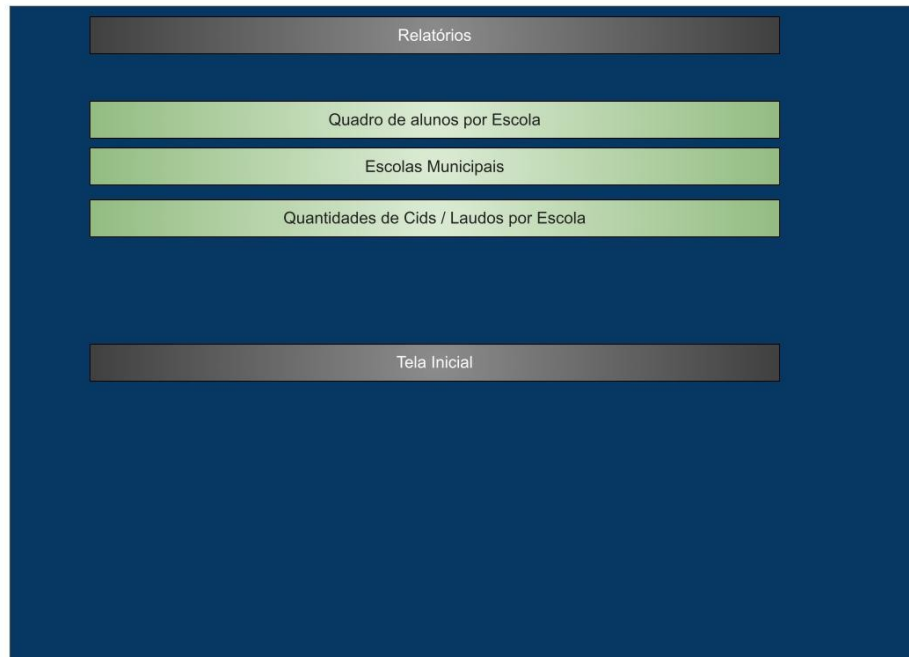 Relatórios
Quadro de alunos por Escola
Escolas Municipais
Quantidades de Cids / Laudos por Escola
Tela Inicial